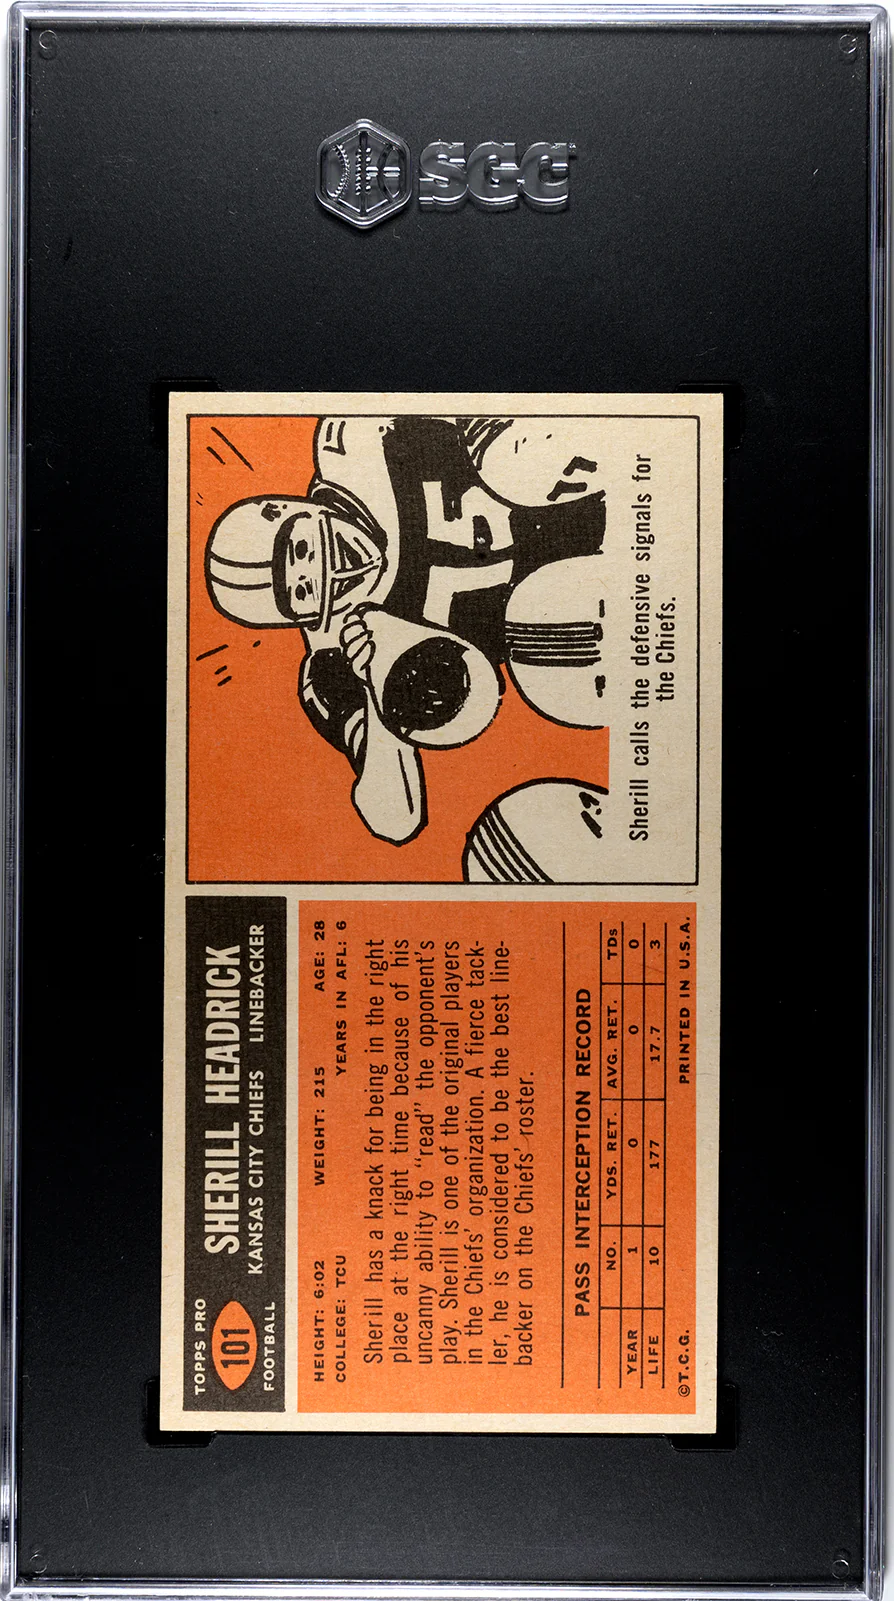 SGC
TOPPS PRO
101
FOOTBALL
SHERILL HEADRICK
KANSAS CITY CHIEFS LINEBACKER
HEIGHT: 6:02 WEIGHT: 215 AGE: 28
COLLEGE: TCU YEARS IN AFL: 6
Sherill has a knack for being in the right
place at the right time because of his
uncanny ability to "read" the opponent's
play. Sherill is one of the original players
in the Chiefs' organization. A fierce tack-
ler, he is considered to be the best line-
backer on the Chiefs' roster.
PASS INTERCEPTION RECORD
NO. YDS. RET. AVG. RET. TDs
YEAR 1 0 0 0
LIFE 10 177 17.7 3
©T.C.G. PRINTED IN U.S.A.
Sherill calls the defensive signals for
the Chiefs.